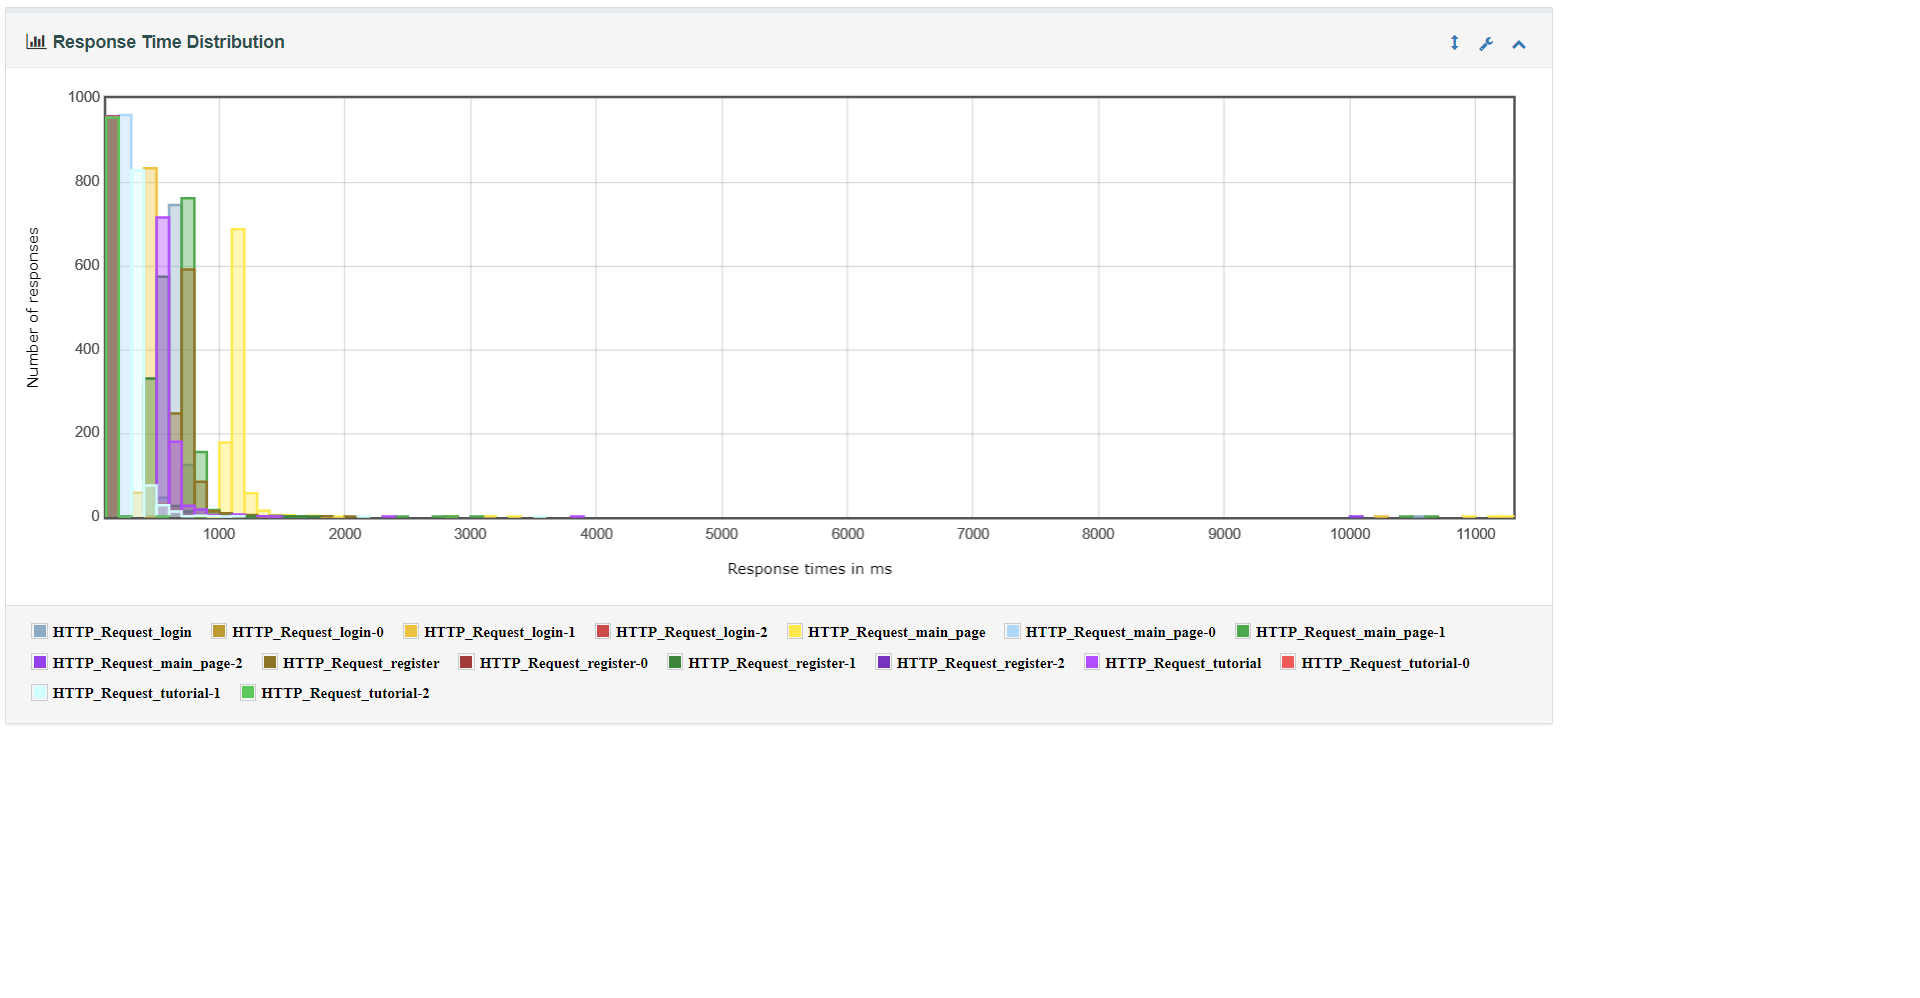 Response Time Distribution
1000
800
600
400
200
0
Number of responses
1000 2000 3000 4000 5000 6000 7000 8000 9000 10000 11000
Response times in ms
HTTP_Request_login HTTP_Request_login-0 HTTP_Request_login-1 HTTP_Request_login-2 HTTP_Request_main_page HTTP_Request_main_page-0 HTTP_Request_main_page-1
HTTP_Request_main_page-2 HTTP_Request_register HTTP_Request_register-0 HTTP_Request_register-1 HTTP_Request_register-2 HTTP_Request_tutorial HTTP_Request_tutorial-0
HTTP_Request_tutorial-1 HTTP_Request_tutorial-2